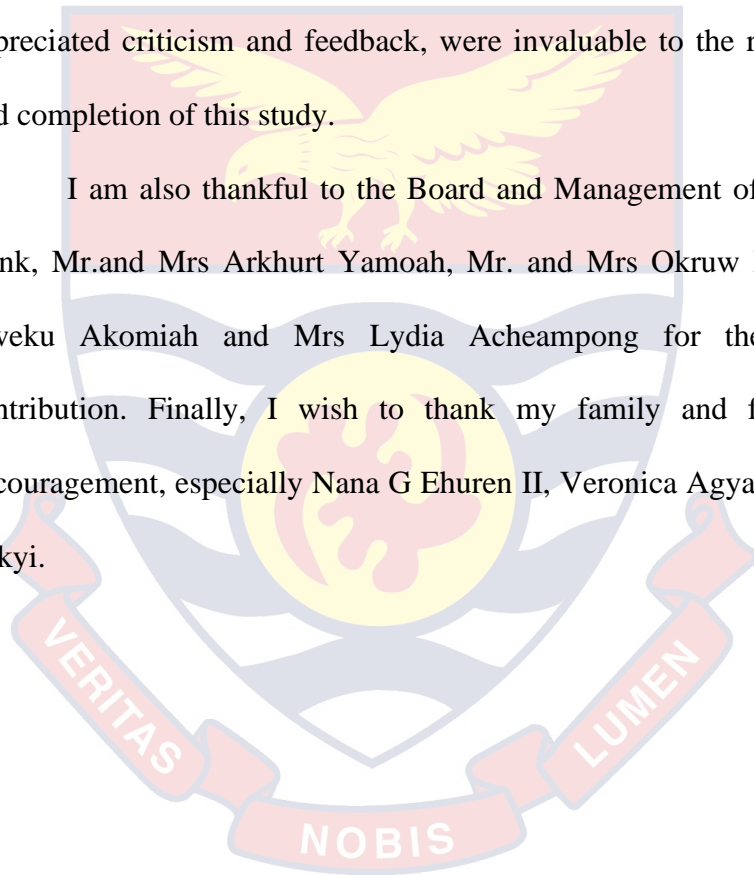 preciated criticism and feedback, were invaluable to the
d completion of this study.
I am also thankful to the Board and Management of
nk, Mr.and Mrs Arkhurt Yamoah, Mr. and Mrs Okruw
veku Akomiah and Mrs Lydia Acheampong for the
ntribution. Finally, I wish to thank my family and
couragement, especially Nana G Ehuren II, Veronica Agya
kyi.
VERITAS
NOBIS
LUMEN